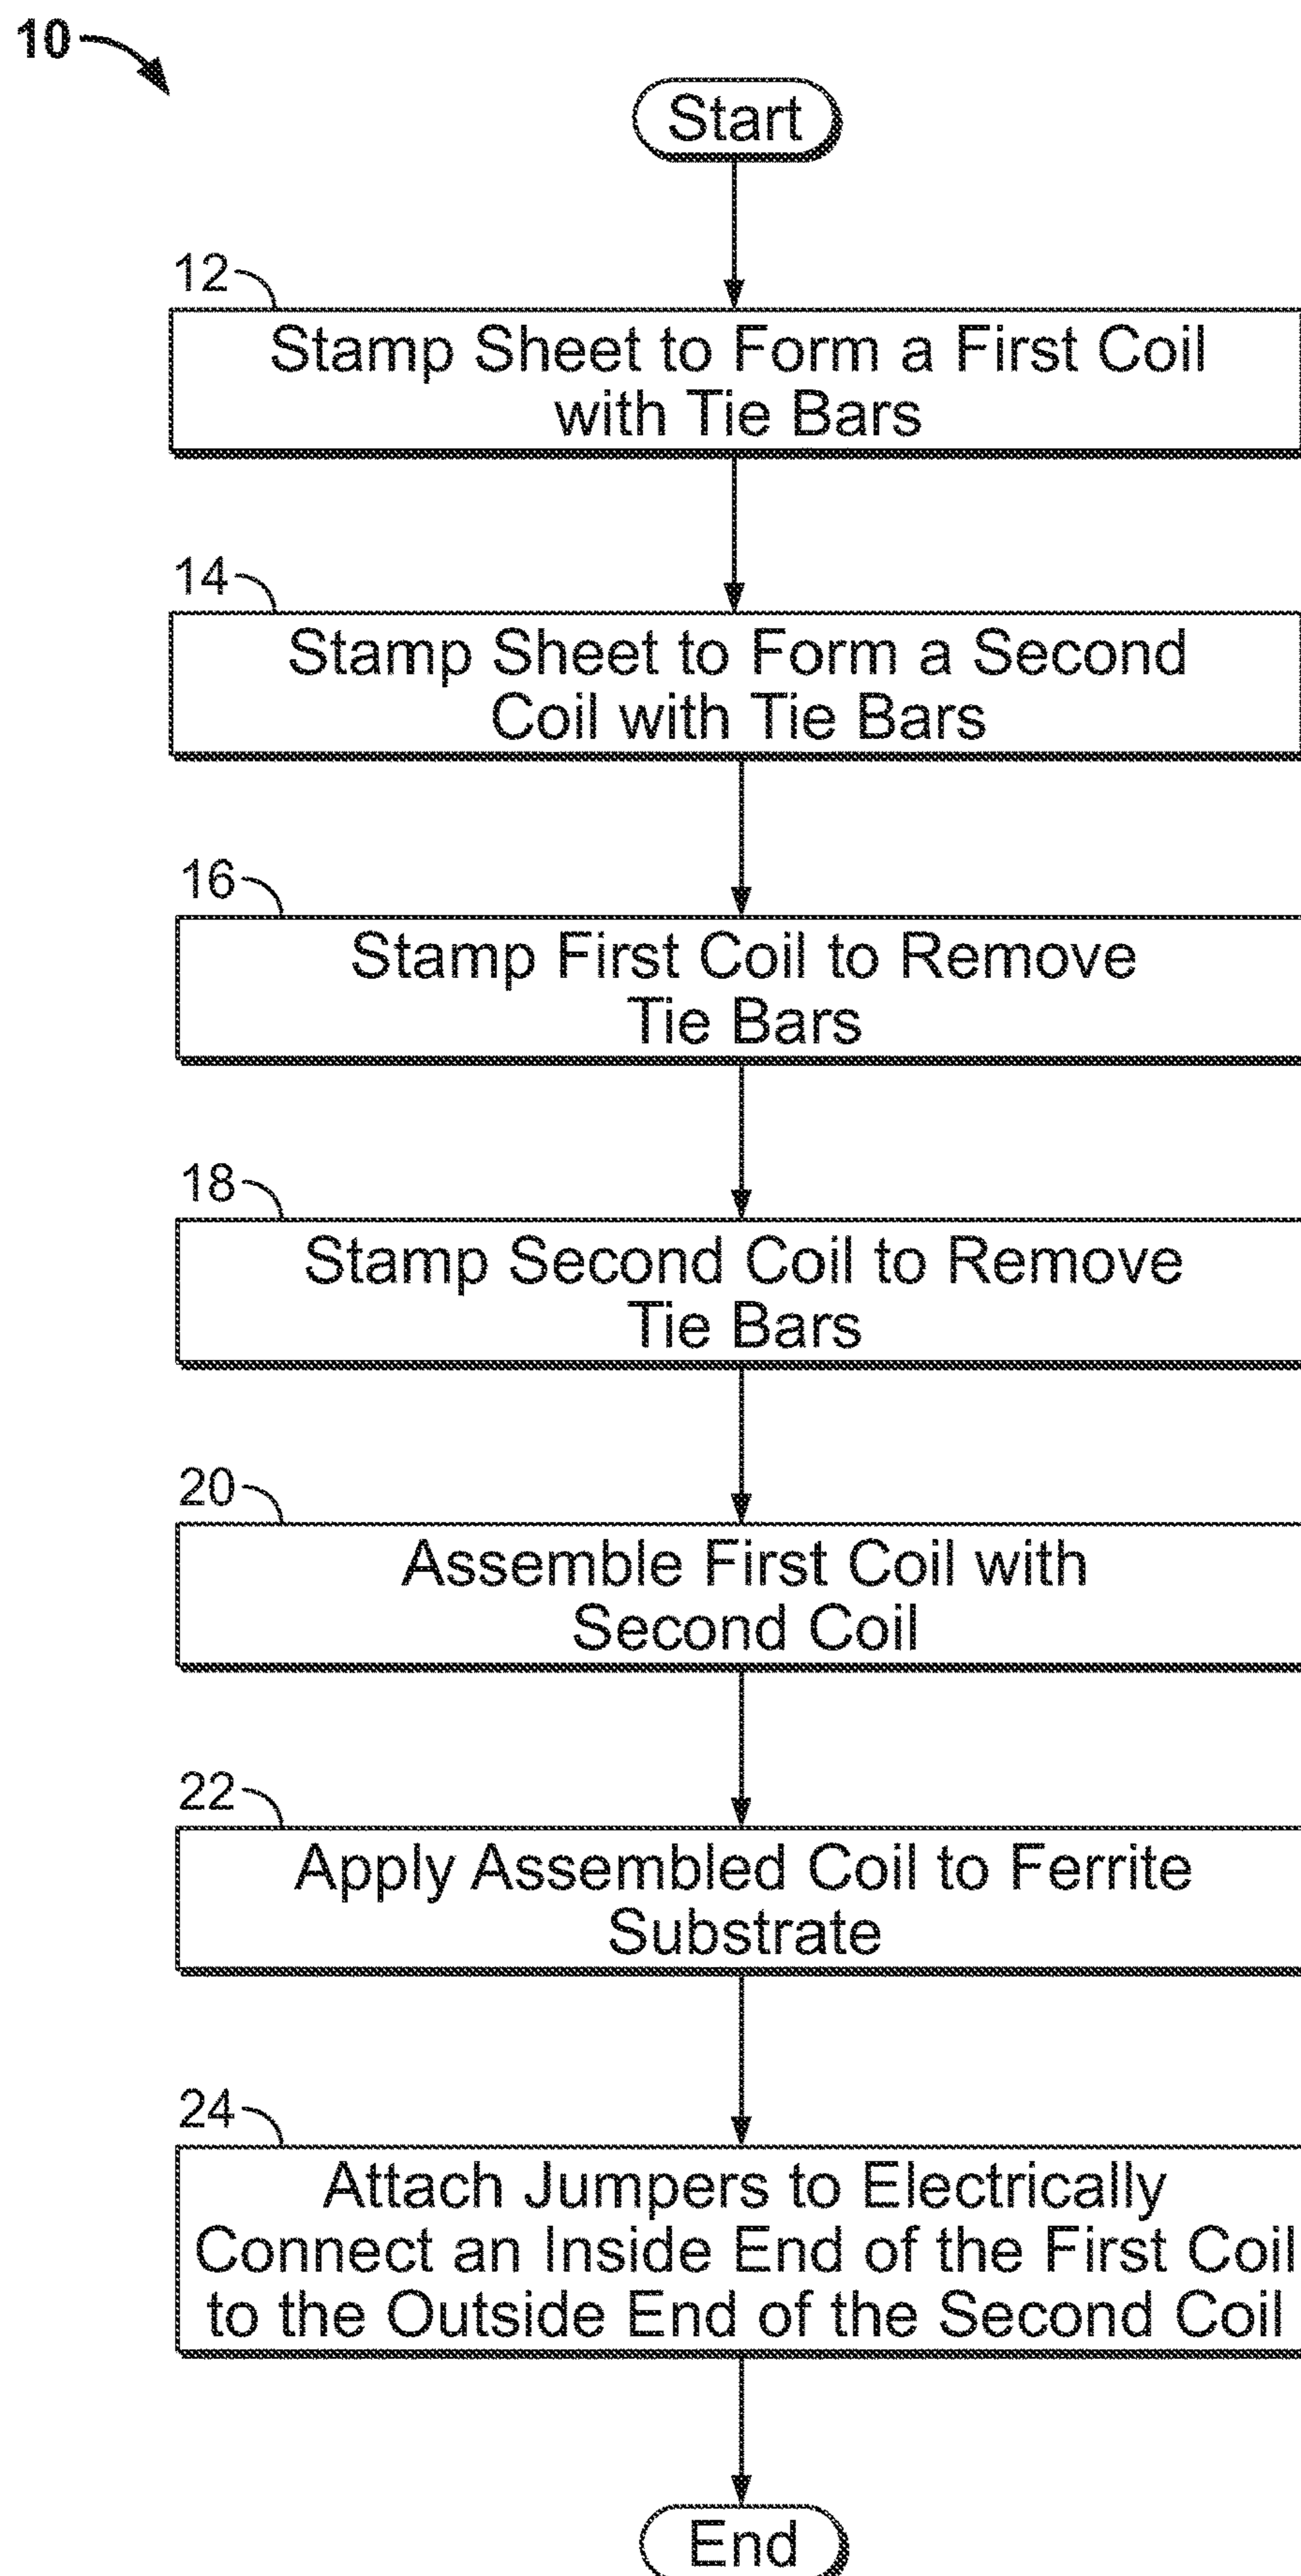 10
Start
12
Stamp Sheet to Form a First Coil
with Tie Bars
14
Stamp Sheet to Form a Second
Coil with Tie Bars
16
Stamp First Coil to Remove
Tie Bars
18
Stamp Second Coil to Remove
Tie Bars
20
Assemble First Coil with
Second Coil
22
Apply Assembled Coil to Ferrite
Substrate
24
Attach Jumpers to Electrically
Connect an Inside End of the First Coil
to the Outside End of the Second Coil
End